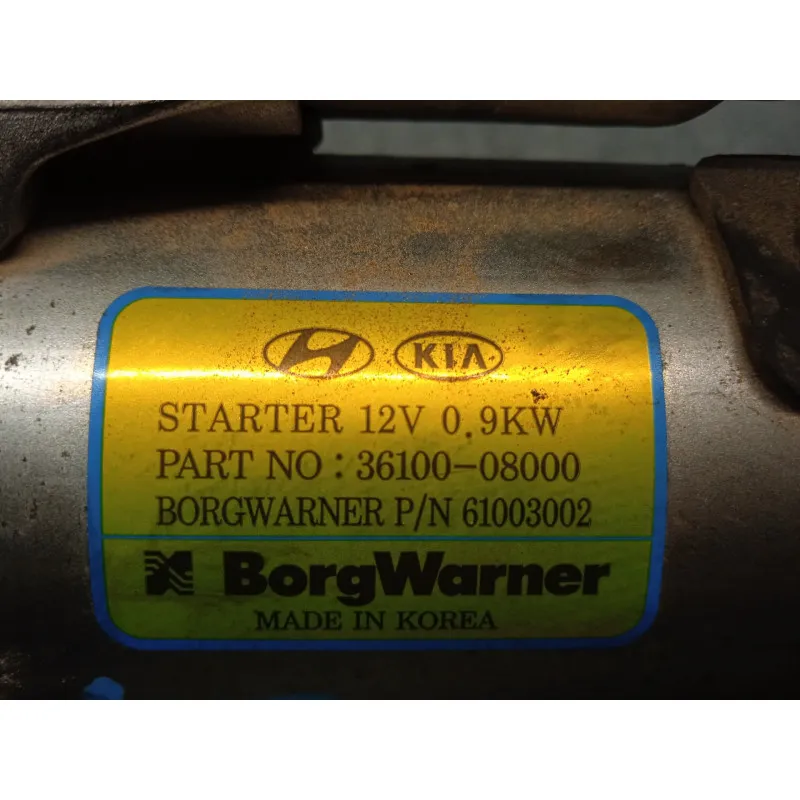 KIA
STARTER 12V 0.9KW
PART NO : 36100-08000
BORGWARNER P/N 61003002
BorgWarner
MADE IN KOREA